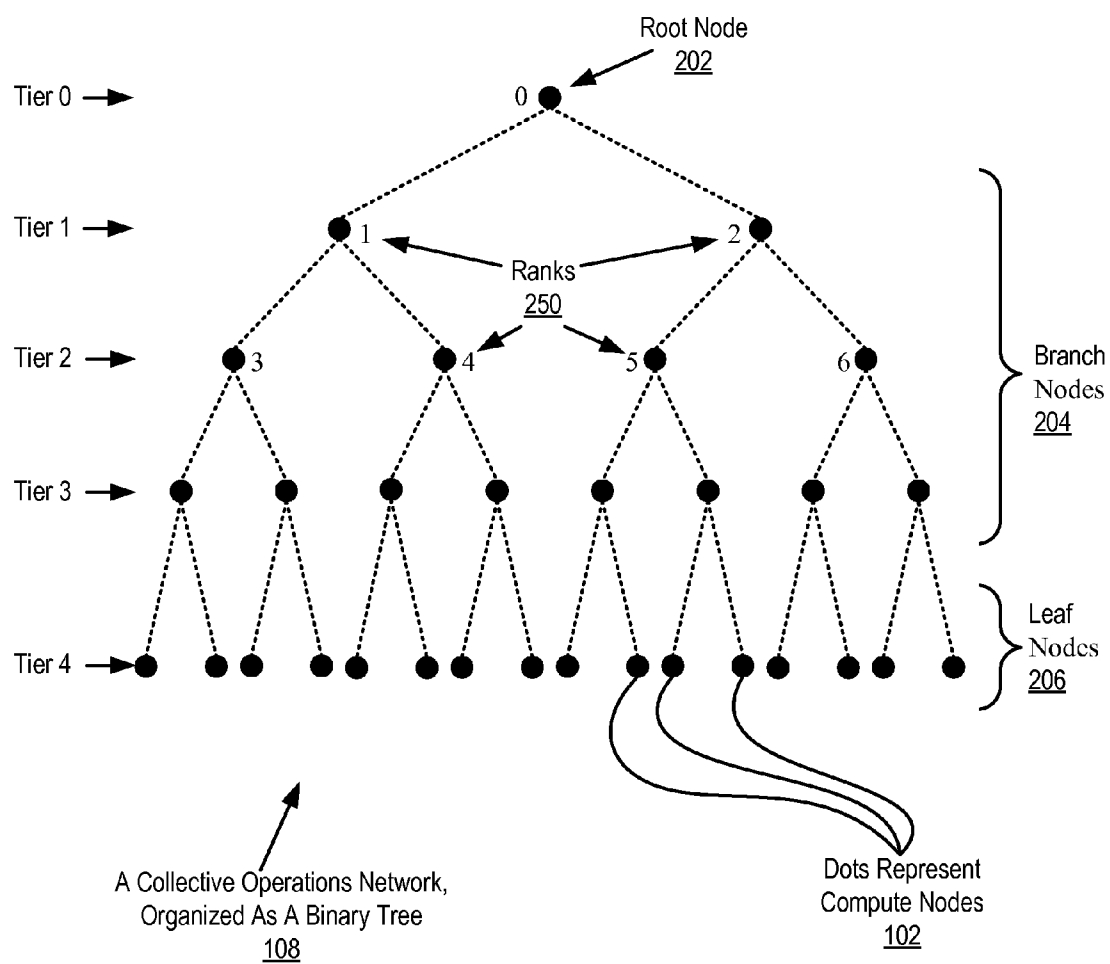 Root Node
202
Tier 0
0
Tier 1
1
2
Ranks
250
Tier 2
3
4
5
6
Branch
Nodes
204
Tier 3
Leaf
Nodes
206
Tier 4
A Collective Operations Network,
Organized As A Binary Tree
108
Dots Represent
Compute Nodes
102